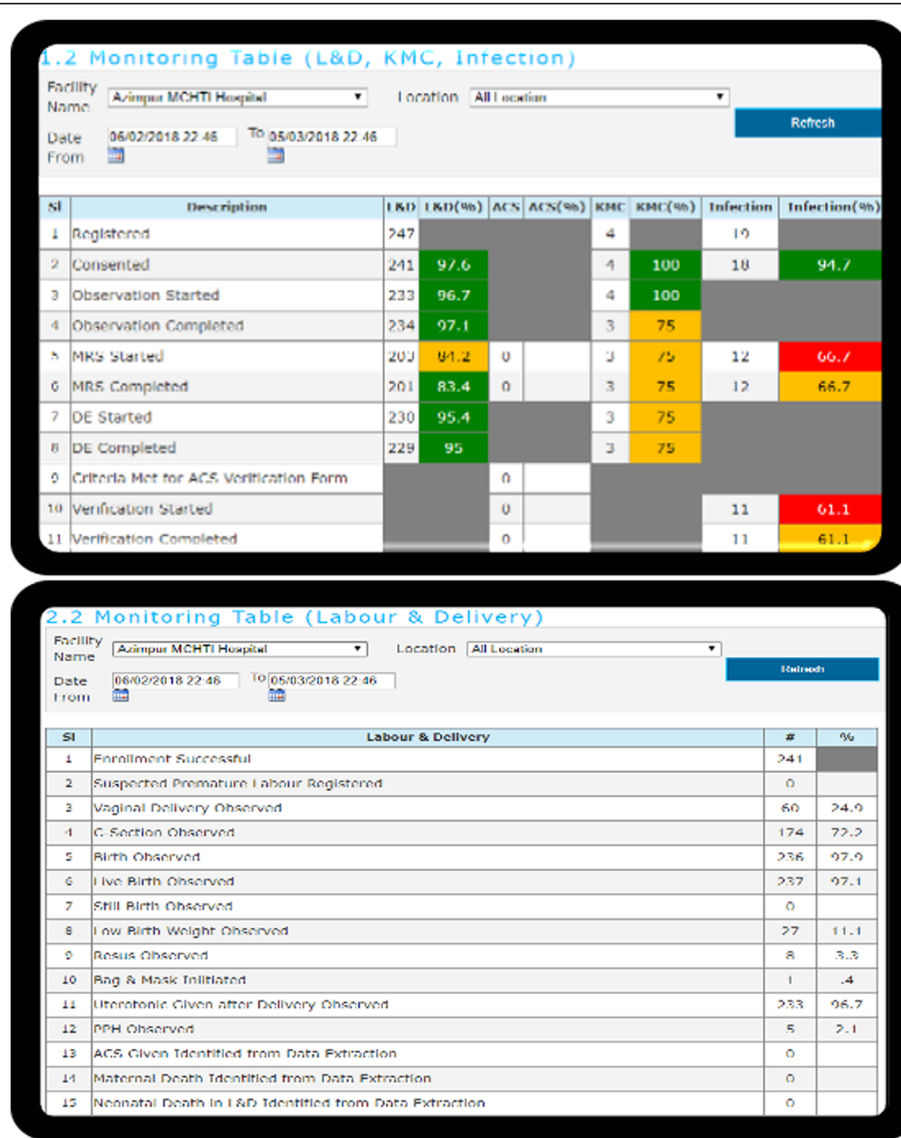 1.2 Monitoring Table (L&D, KMC, Infection)
Facility Name Azimpur MCHTI Hospital Location All Location
Refresh
Date From 06/02/2018 22:46 To 05/03/2018 22:46
Sl Description L&D L&D(%) ACS ACS(%) KMC KMC(%) Infection Infection(%)
1 Registered 247 4 19
2 Consented 241 97.6 4 100 18 94.7
3 Observation Started 233 96.7 4 100
4 Observation Completed 234 97.1 3 75
5 MRS Started 203 84.2 0 3 75 12 66.7
6 MRS Completed 201 83.4 0 3 75 12 66.7
7 DE Started 230 95.4 3 75
8 DE Completed 229 95 3 75
9 Criteria Met for ACS Verification Form 0
10 Verification Started 0 11 61.1
11 Verification Completed 0 11 61.1
2.2 Monitoring Table (Labour & Delivery)
Facility Name Azimpur MCHTI Hospital Location All Location
Refresh
Date From 06/02/2018 22:46 To 05/03/2018 22:46
Sl Labour & Delivery # %
1 Enrollment Successful 241
2 Suspected Premature Labour Registered 0
3 Vaginal Delivery Observed 60 24.9
4 C-Section Observed 174 72.2
5 Birth Observed 236 97.9
6 Live Birth Observed 237 97.1
7 Still Birth Observed 0
8 Low Birth Weight Observed 27 11.1
9 Resus Observed 8 3.3
10 Bag & Mask Initiated 1 .4
11 Uterotonic Given after Delivery Observed 233 96.7
12 PPH Observed 5 2.1
13 ACS Given Identified from Data Extraction 0
14 Maternal Death Identified from Data Extraction 0
15 Neonatal Death in L&D Identified from Data Extraction 0